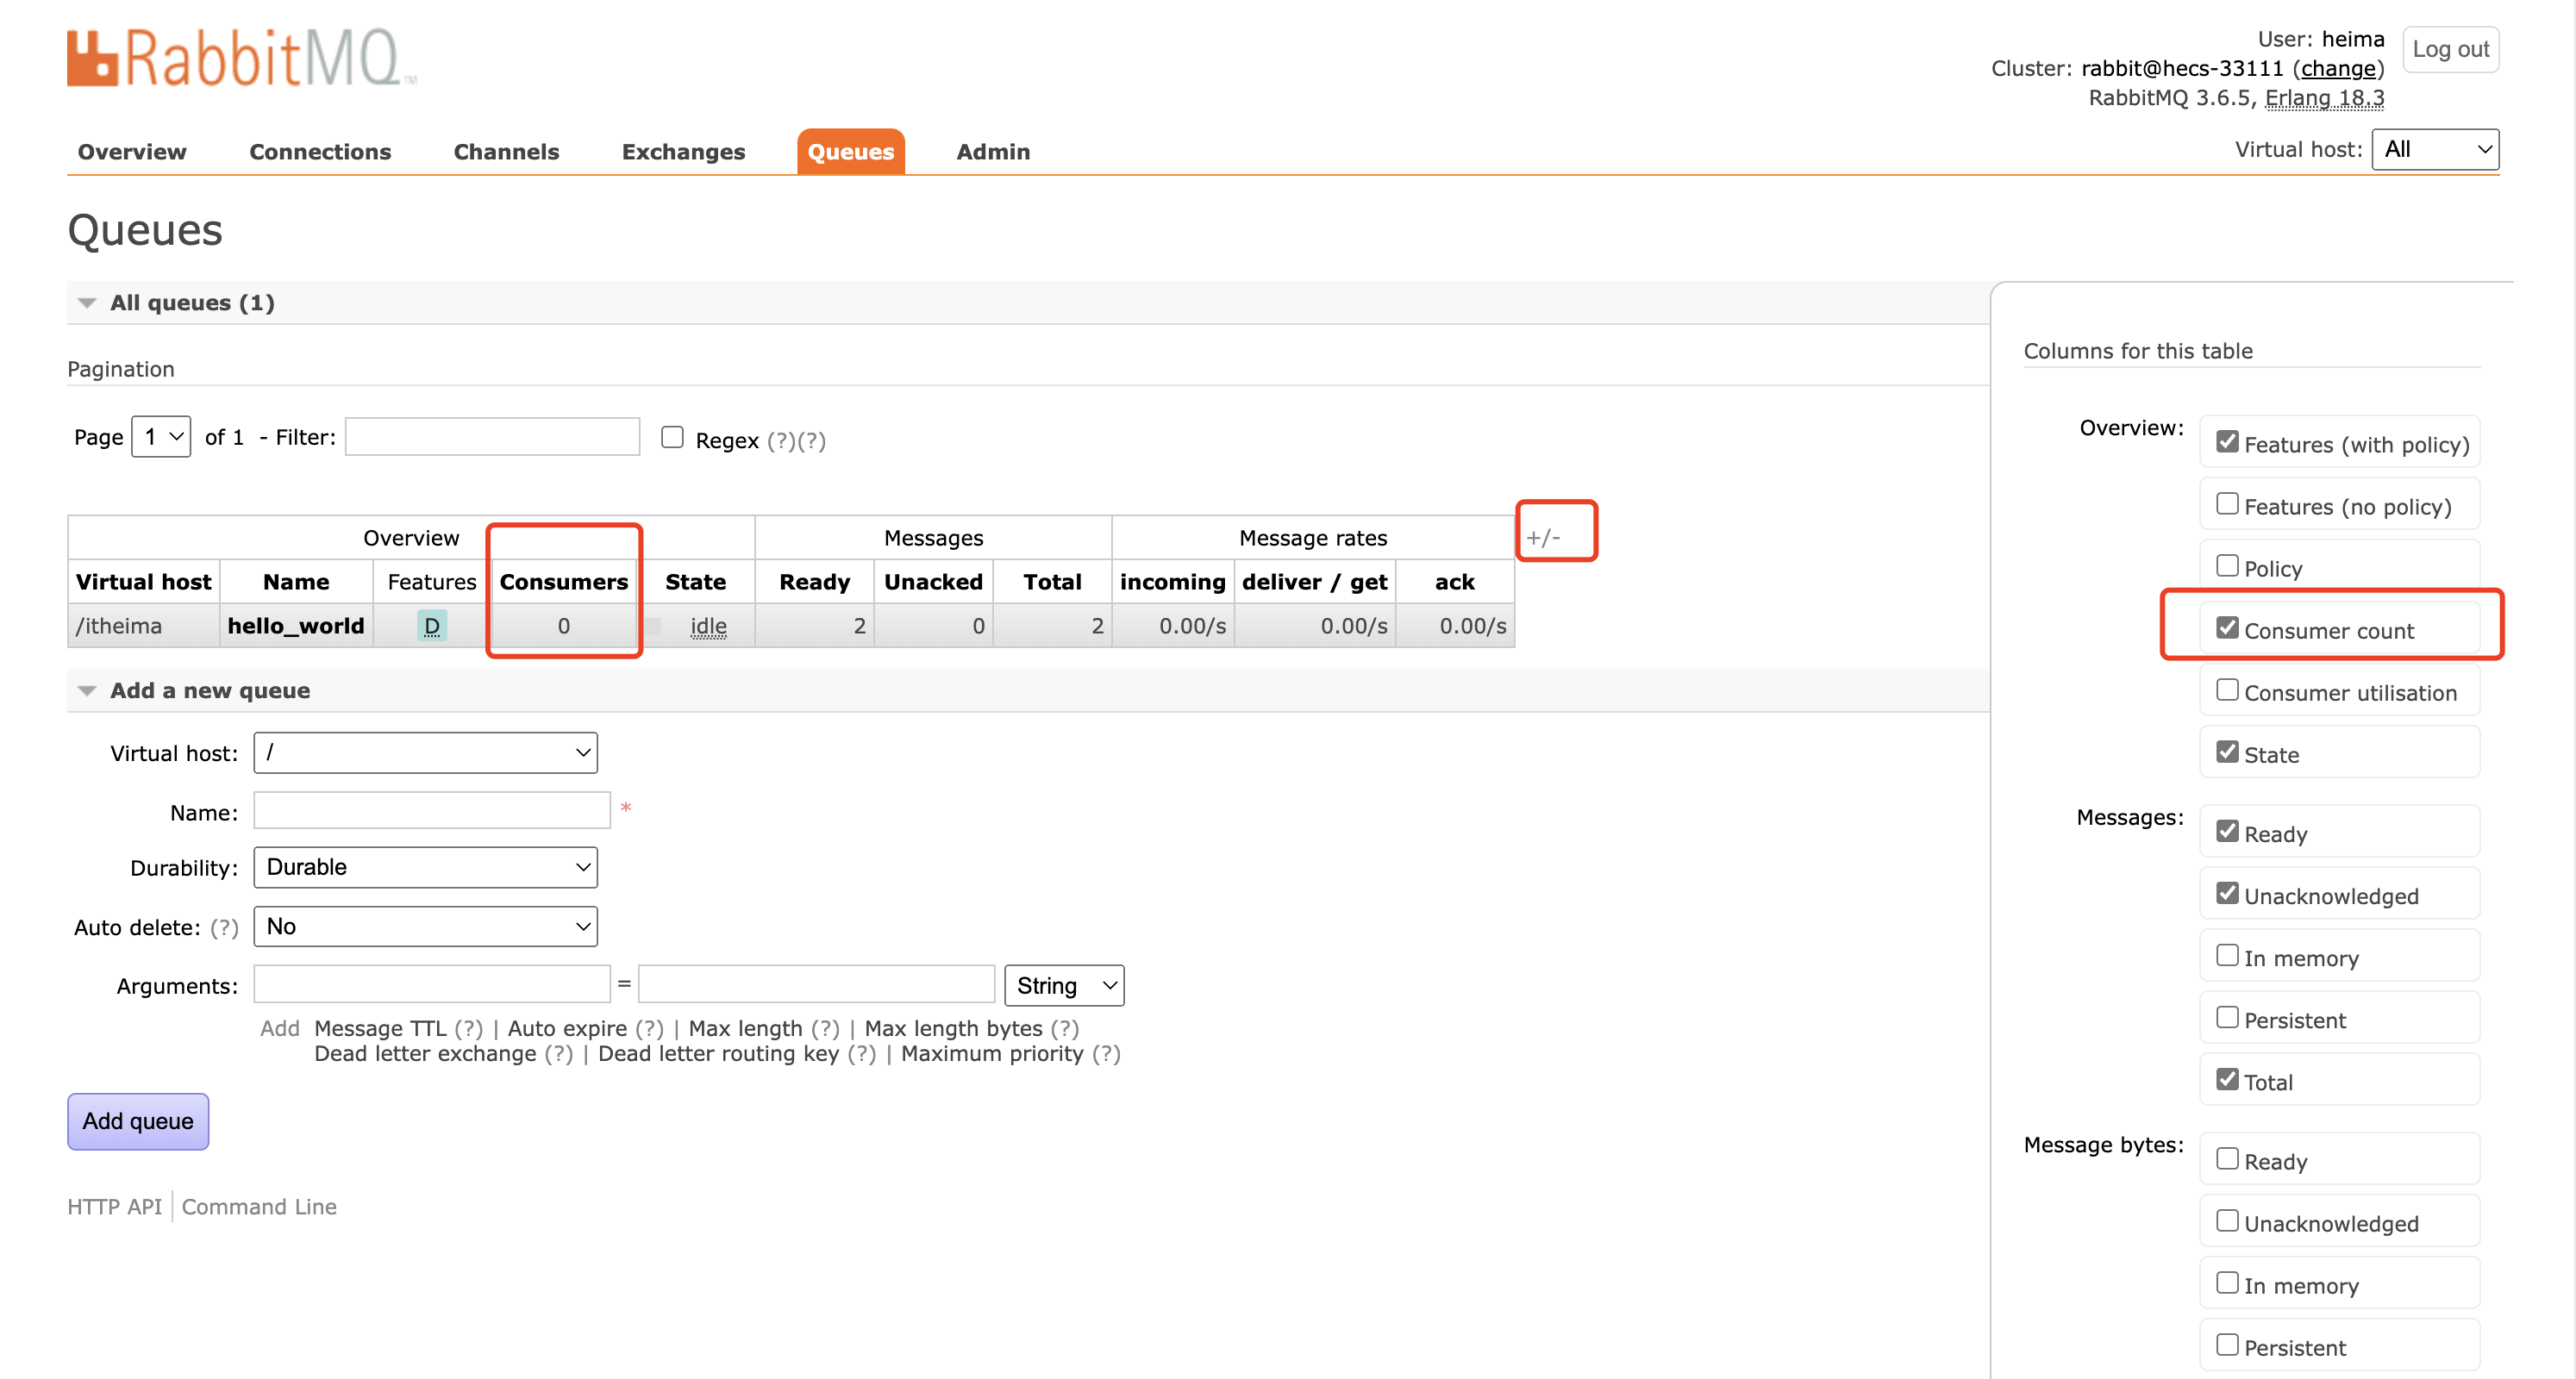 RabbitMQ™
User: heima
Log out
Cluster: rabbit@hecs-33111 (change)
RabbitMQ 3.6.5, Erlang 18.3
Overview Connections Channels Exchanges Queues Admin
Virtual host: All
Queues
All queues (1)
Pagination
Page 1 of 1 - Filter: Regex (?)(?)
Overview Messages Message rates +/-
Virtual host Name Features Consumers State Ready Unacked Total incoming deliver / get ack
/itheima hello_world D 0 idle 2 0 2 0.00/s 0.00/s 0.00/s
Add a new queue
Virtual host: /
Name: *
Durability: Durable
Auto delete: (?) No
Arguments: = String
Add Message TTL (?) | Auto expire (?) | Max length (?) | Max length bytes (?)
Dead letter exchange (?) | Dead letter routing key (?) | Maximum priority (?)
Add queue
HTTP API Command Line
Columns for this table
Overview: Features (with policy)
Features (no policy)
Policy
Consumer count
Consumer utilisation
State
Messages: Ready
Unacknowledged
In memory
Persistent
Total
Message bytes: Ready
Unacknowledged
In memory
Persistent